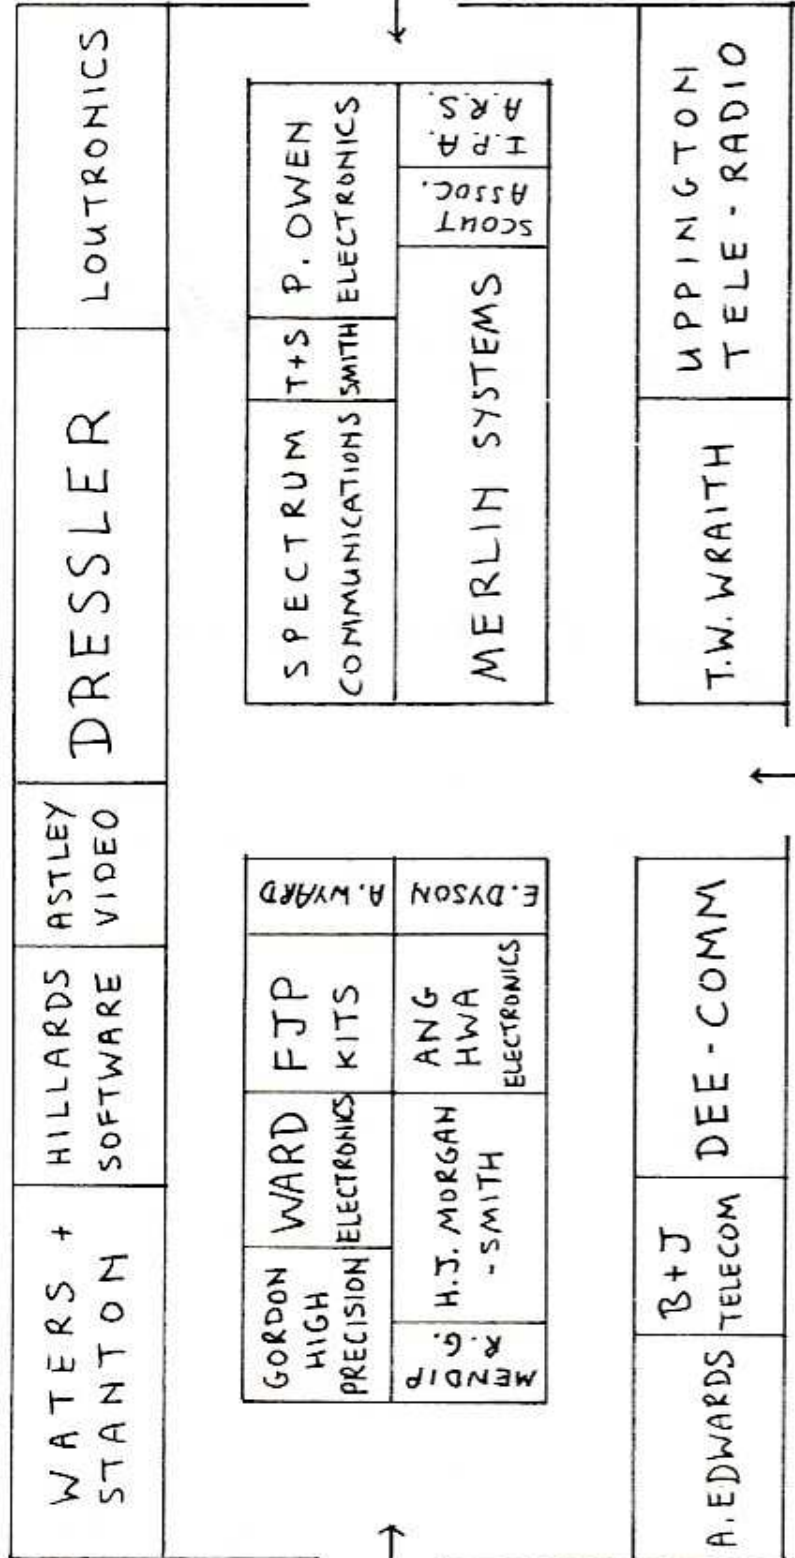 WATERS +
STANTON
HILLARDS
SOFTWARE
ASTLEY
VIDEO
DRESSLER
LOUTRONICS
GORDON
HIGH
PRECISION
WARD
ELECTRONICS
FJP
KITS
A. WYARD
MENDIP
R.G.
H.J. MORGAN
-SMITH
ANG
HWA
ELECTRONICS
E. DYSON
SPECTRUM
COMMUNICATIONS
T+S
SMITH
P. OWEN
ELECTRONICS
MERLIN SYSTEMS
SCOUT
ASSOC.
I.P.A.
A.R.S.
A. EDWARDS
B+J
TELECOM
DEE-COMM
T.W. WRAITH
UPPINGTON
TELE-RADIO